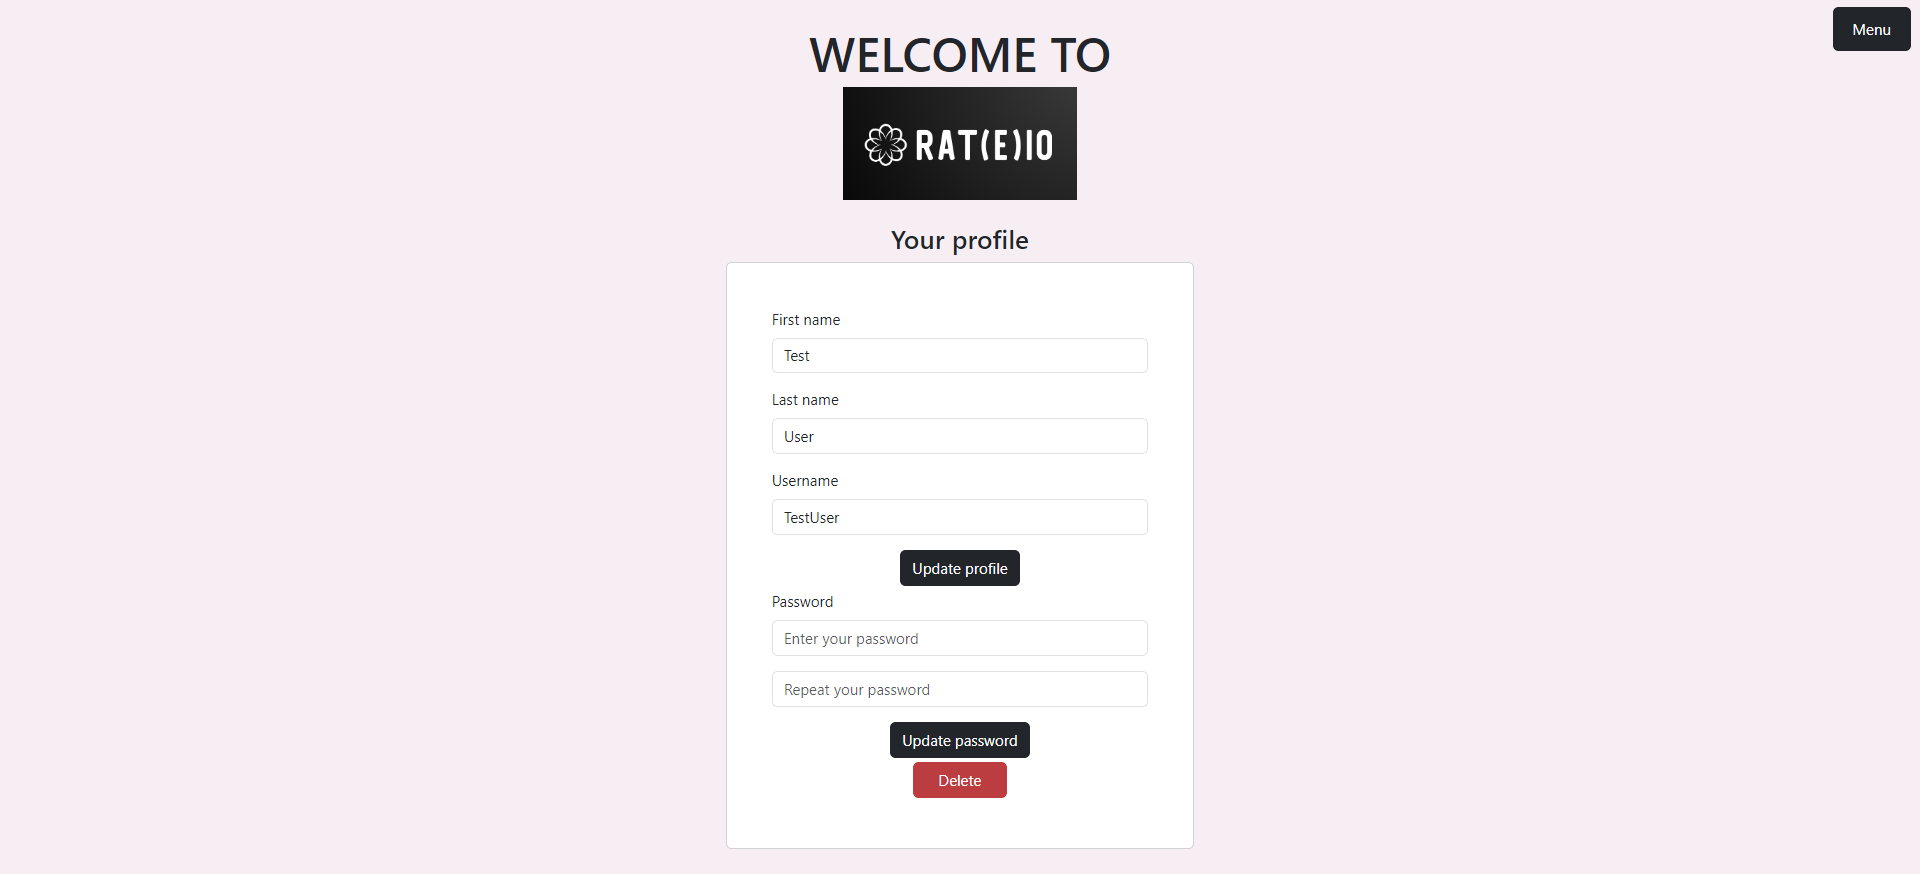 Menu
WELCOME TO
RAT(E)IO
Your profile
First name
Test
Last name
User
Username
TestUser
Update profile
Password
Enter your password
Repeat your password
Update password
Delete